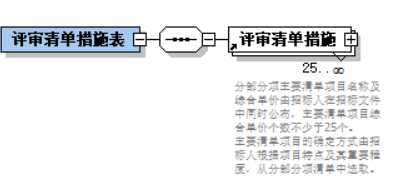 评审清单措施表 评审清单措施
25..∞
分部分项主要清单项目名称及
综合单价由招标人在招标文件
中同时公布，主要清单项目综
合单价个数不少于25个。
主要清单项目的确定方式由招
标人根据项目特点及其重要程
度，从分部分项清单中选取。